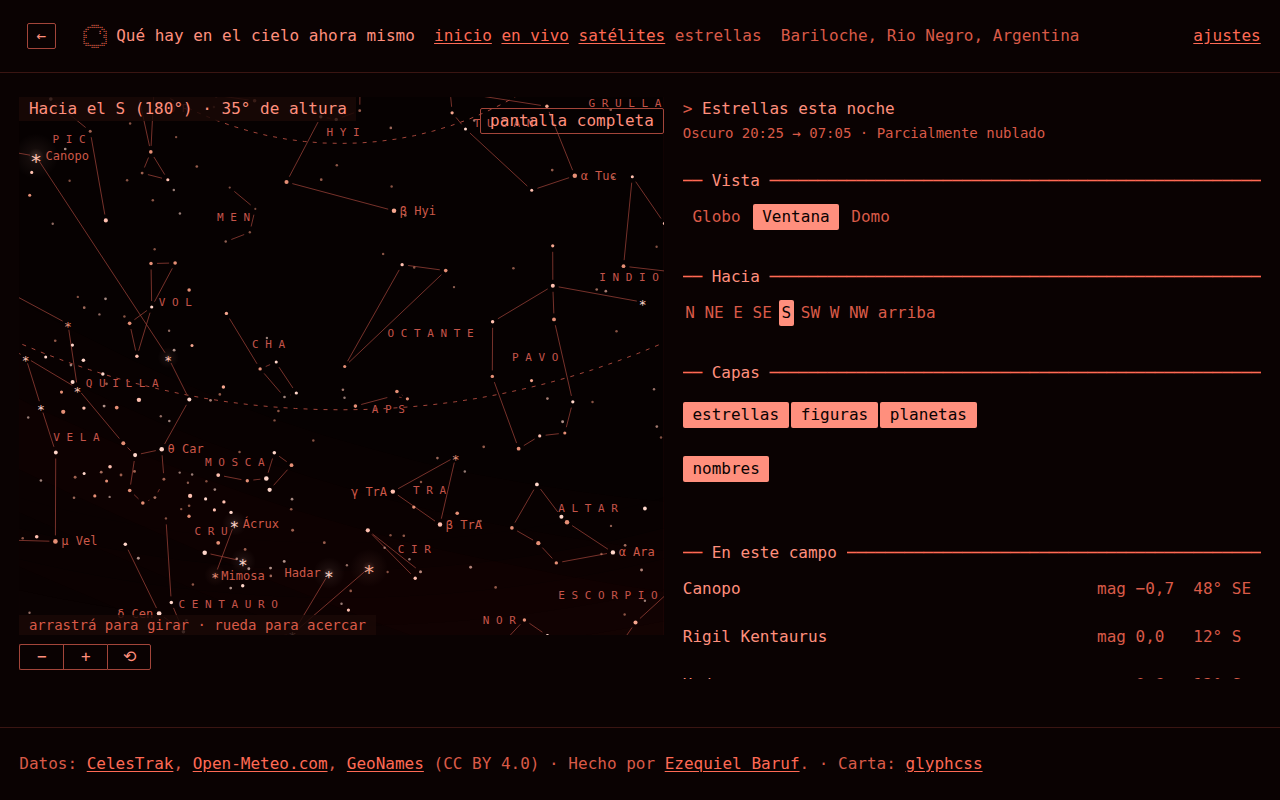 ← Qué hay en el cielo ahora mismo inicio en vivo satélites estrellas Bariloche, Rio Negro, Argentina ajustes
Hacia el S (180°) · 35° de altura
pantalla completa
GRULLA
HYI
PIC
Canopo
α Tuc
β Hyi
MEN
INDIO
VOL
OCTANTE
CHA
PAVO
QUILLA
APS
VELA
θ Car
MOSCA
γ TrA
TRA
ALTAR
CRU
Ácrux
β TrA
μ Vel
CIR
α Ara
Mimosa
Hadar
CENTAURO
ESCORPIO
δ Cen
NOR
arrastrá para girar · rueda para acercar
− + ⟲
> Estrellas esta noche
Oscuro 20:25 → 07:05 · Parcialmente nublado
Vista
Globo Ventana Domo
Hacia
N NE E SE S SW W NW arriba
Capas
estrellas figuras planetas
nombres
En este campo
Canopo mag −0,7 48° SE
Rigil Kentaurus mag 0,0 12° S
Datos: CelesTrak, Open-Meteo.com, GeoNames (CC BY 4.0) · Hecho por Ezequiel Baruf. · Carta: glyphcss